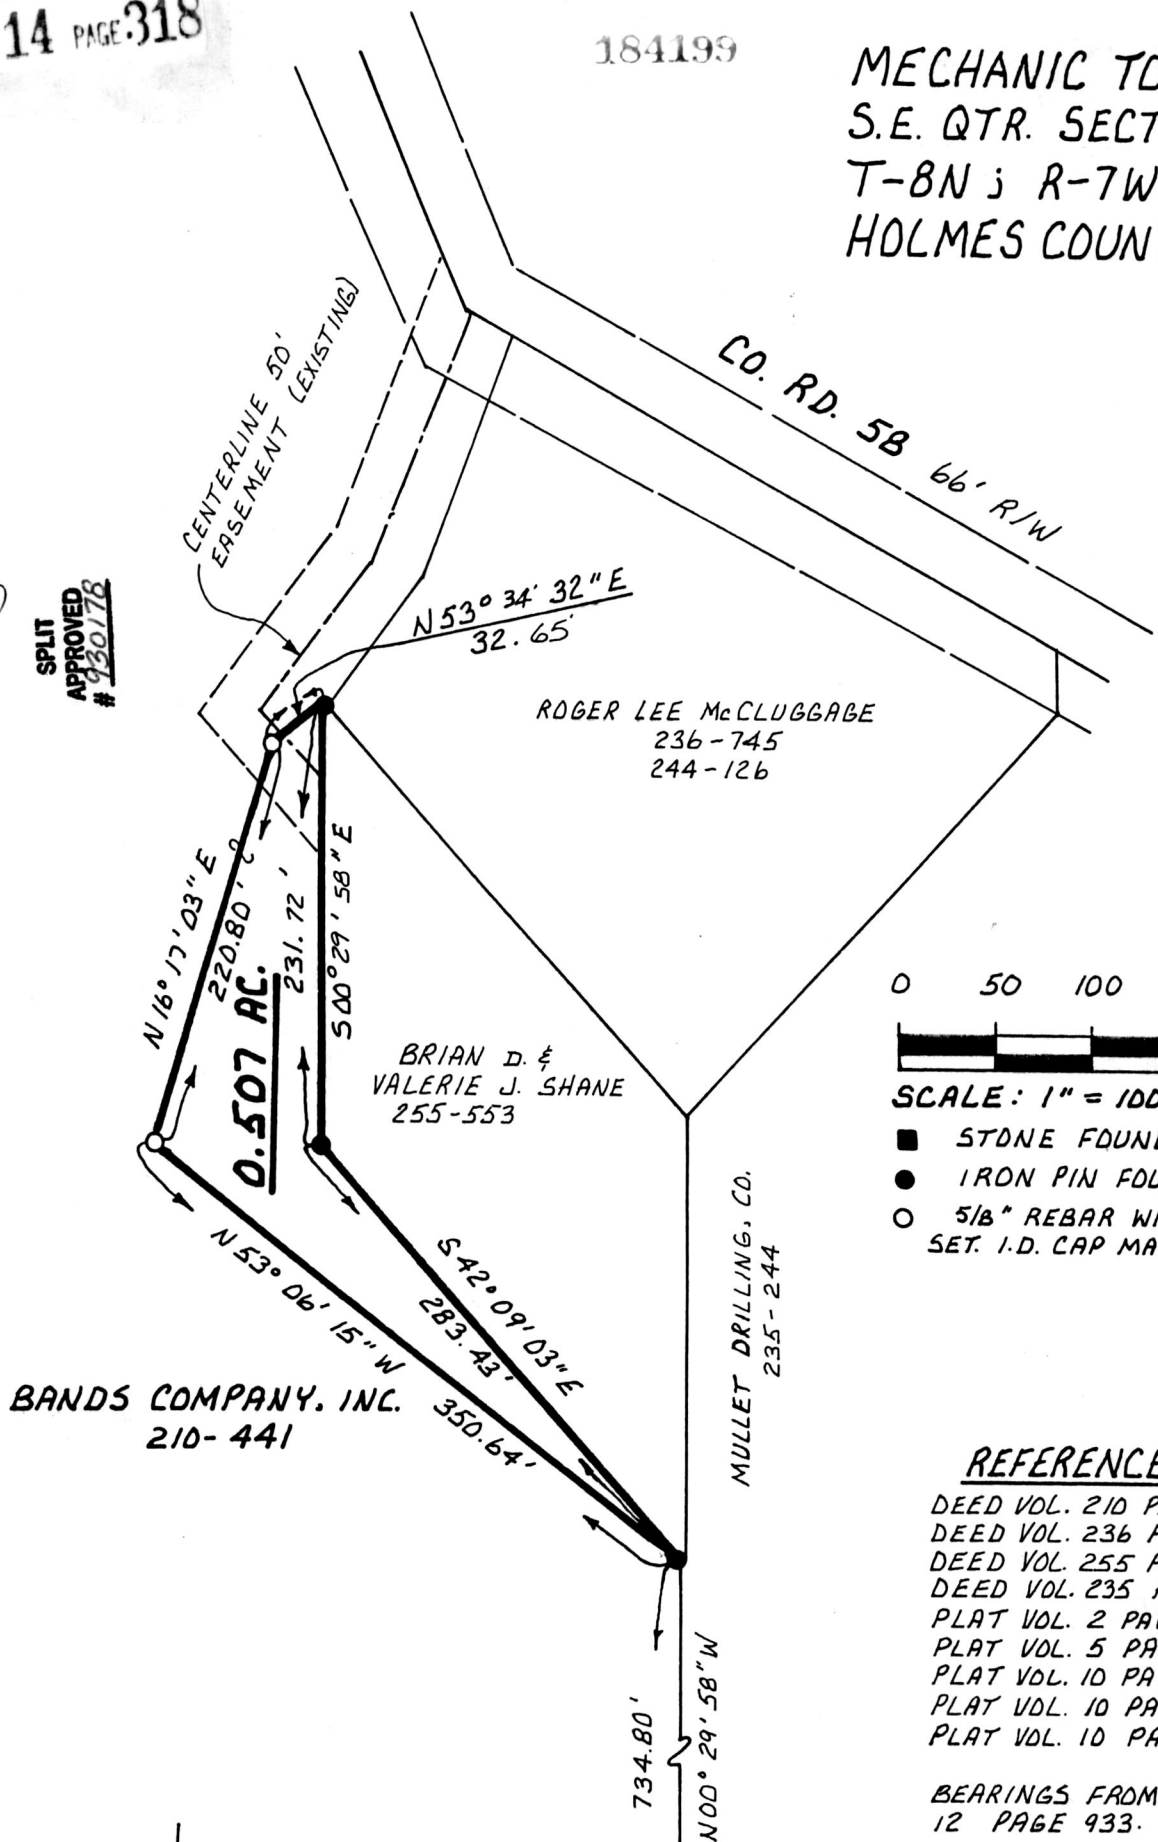 14 PAGE 318
184199
MECHANIC TO
S.E. QTR. SECT
T-8N ; R-7W
HOLMES COUN
CENTERLINE 50'
EASEMENT (EXISTING)
CO. RD. 58 66' R/W
SPLIT
APPROVED
# 930178
N 53° 34' 32" E
32.65'
ROGER LEE McCLUGGAGE
236-745
244-126
N 16° 17' 03" E
220.80'
0.507 AC.
231.72'
S 00° 29' 58" E
BRIAN D. &
VALERIE J. SHANE
255-553
0 50 100
SCALE: 1" = 100
STONE FOUN
IRON PIN FOU
5/8" REBAR WI
SET. I.D. CAP MA
N 53° 06' 15" W
350.64'
S 42° 09' 03" E
283.43'
MULLET DRILLING, CO.
235-244
BANDS COMPANY. INC.
210-441
REFERENCE
DEED VOL. 210 P
DEED VOL. 236 P
DEED VOL. 255 P
DEED VOL. 235
PLAT VOL. 2 PA
PLAT VOL. 5 PA
PLAT VOL. 10 PA
PLAT VOL. 10 PA
PLAT VOL. 10 PA
734.80'
N 00° 29' 58" W
BEARINGS FROM
12 PAGE 933.